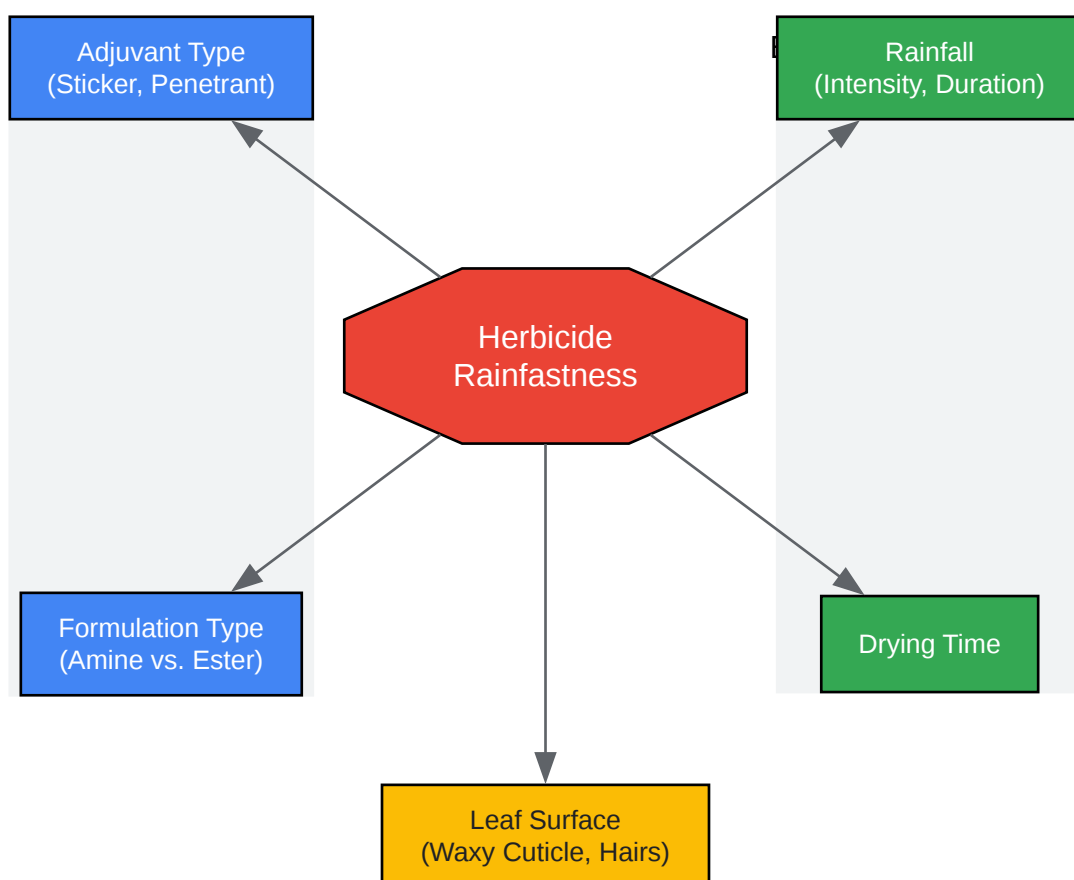 Adjuvant Type
(Sticker, Penetrant)
Rainfall
(Intensity, Duration)
Herbicide
Rainfastness
Formulation Type
(Amine vs. Ester)
Drying Time
Leaf Surface
(Waxy Cuticle, Hairs)